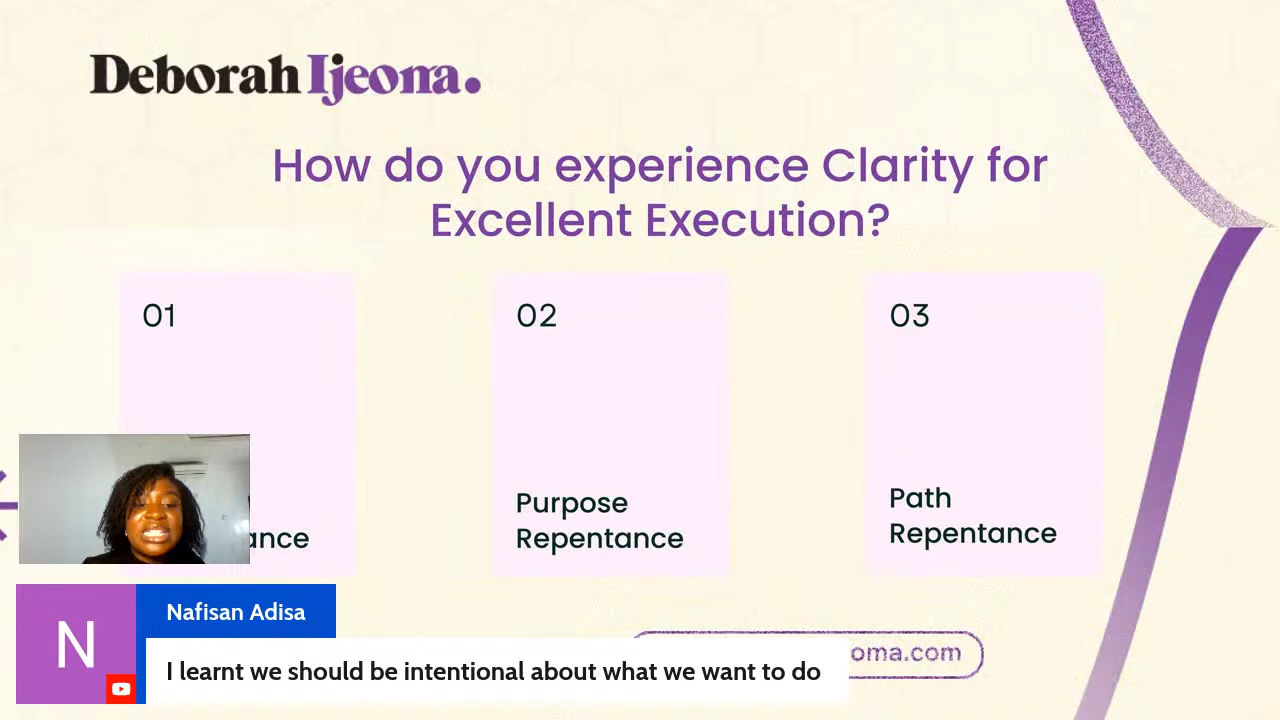 Deborah Ijeona.
How do you experience Clarity for
Excellent Execution?
01
02
03
Purpose
Repentance
Path
Repentance
N
Nafisan Adisa
I learnt we should be intentional about what we want to do